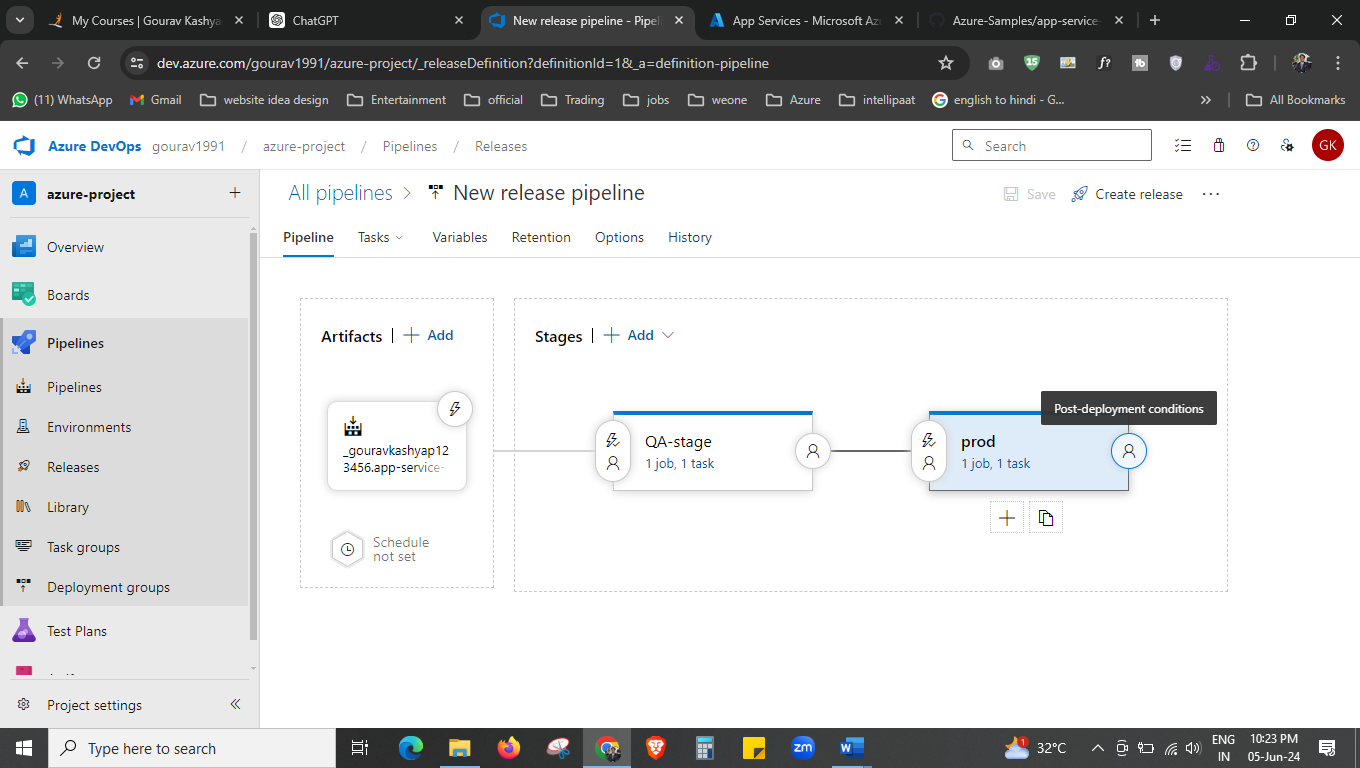 My Courses | Gourav Kashya
ChatGPT
New release pipeline - Pipeli
App Services - Microsoft Az
Azure-Samples/app-service-
dev.azure.com/gourav1991/azure-project/_releaseDefinition?definitionId=1&_a=definition-pipeline
15
f?
(11) WhatsApp
Gmail
website idea design
Entertainment
official
Trading
jobs
weone
Azure
intellipaat
english to hindi - G...
All Bookmarks
Azure DevOps
gourav1991 / azure-project / Pipelines / Releases
Search
GK
A
azure-project
All pipelines > New release pipeline
Save
Create release
Pipeline
Tasks
Variables
Retention
Options
History
Overview
Boards
Pipelines
Pipelines
Environments
Releases
Library
Task groups
Deployment groups
Test Plans
Project settings
Artifacts | + Add
_gouravkashyap12
3456.app-service-
Schedule
not set
Stages | + Add
QA-stage
1 job, 1 task
Post-deployment conditions
prod
1 job, 1 task
Type here to search
zm
1
32°C
ENG
IN
10:23 PM
05-Jun-24